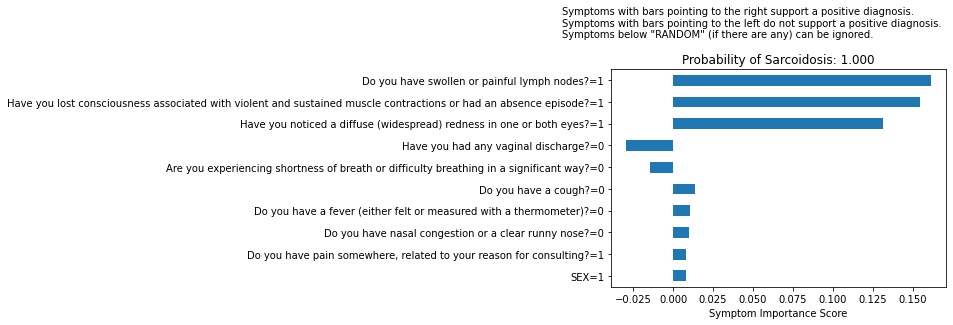 Symptoms with bars pointing to the right support a positive diagnosis.
Symptoms with bars pointing to the left do not support a positive diagnosis.
Symptoms below "RANDOM" (if there are any) can be ignored.
Probability of Sarcoidosis: 1.000
Do you have swollen or painful lymph nodes?=1
Have you lost consciousness associated with violent and sustained muscle contractions or had an absence episode?=1
Have you noticed a diffuse (widespread) redness in one or both eyes?=1
Have you had any vaginal discharge?=0
Are you experiencing shortness of breath or difficulty breathing in a significant way?=0
Do you have a cough?=0
Do you have a fever (either felt or measured with a thermometer)?=0
Do you have nasal congestion or a clear runny nose?=0
Do you have pain somewhere, related to your reason for consulting?=1
SEX=1
−0.025 0.000 0.025 0.050 0.075 0.100 0.125 0.150
Symptom Importance Score